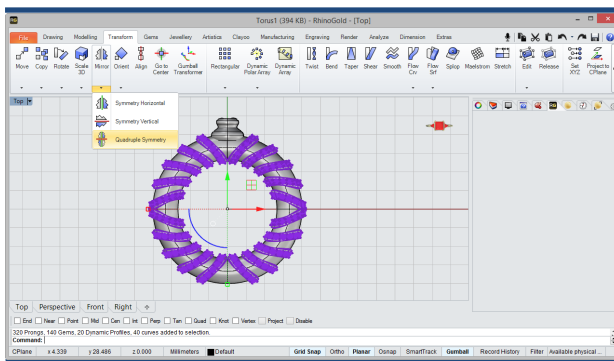 Torus1 (394 KB) - RhinoGold - [Top]
File Drawing Modelling Transform Gems Jewellery Artistics Clayoo Manufacturing Engraving Render Analyze Dimension Extras
Move Copy Rotate Scale 3D Mirror Orient Align Go to Center Gumball Transformer Rectangular Dynamic Polar Array Dynamic Array Twist Bend Taper Shear Smooth Flow Crv Flow Srf Splop Maelstrom Stretch Edit Release Set XYZ Project to CPlane
Top
Symmetry Horizontal
Symmetry Vertical
Quadruple Symmetry
Top Perspective Front Right
End Near Point Mid Cen Int Perp Tan Quad Knot Vertex Project Disable
320 Prongs, 140 Gems, 20 Dynamic Profiles, 40 curves added to selection.
Command:
CPlane x 4.339 y 28.486 z 0.000 Millimeters Default Grid Snap Ortho Planar Osnap SmartTrack Gumball Record History Filter Available physical...